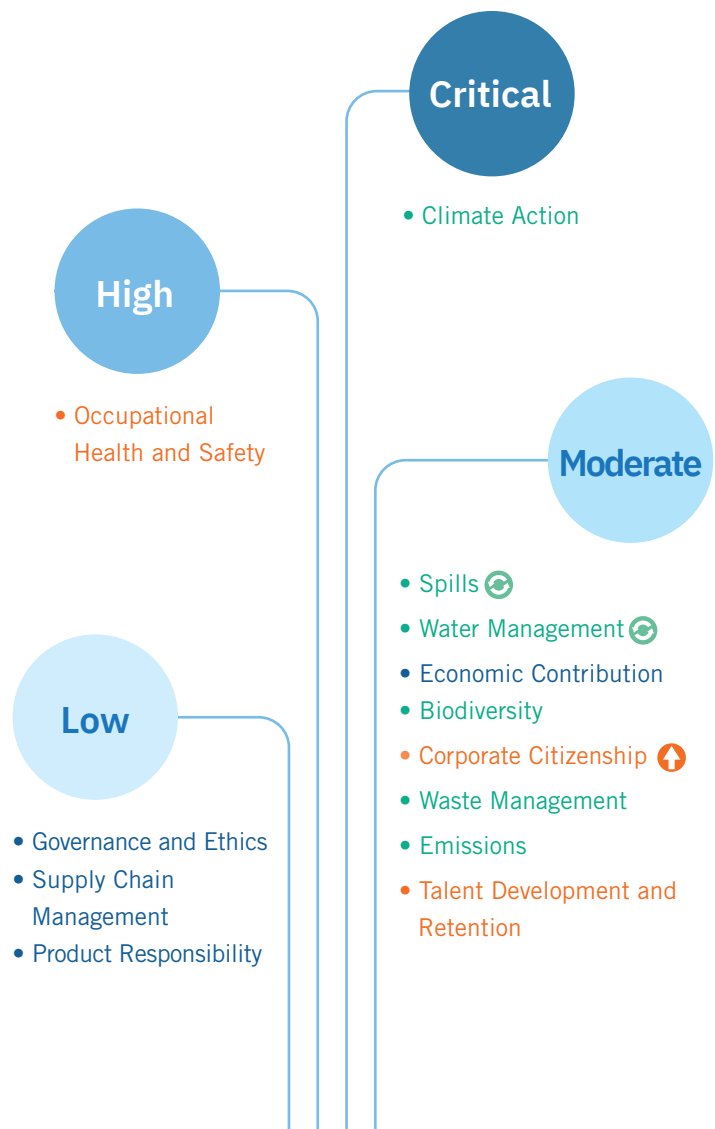 Critical
• Climate Action
High
• Occupational
Health and Safety
Moderate
• Spills
• Water Management
• Economic Contribution
• Biodiversity
• Corporate Citizenship
• Waste Management
• Emissions
• Talent Development and
Retention
Low
• Governance and Ethics
• Supply Chain
Management
• Product Responsibility